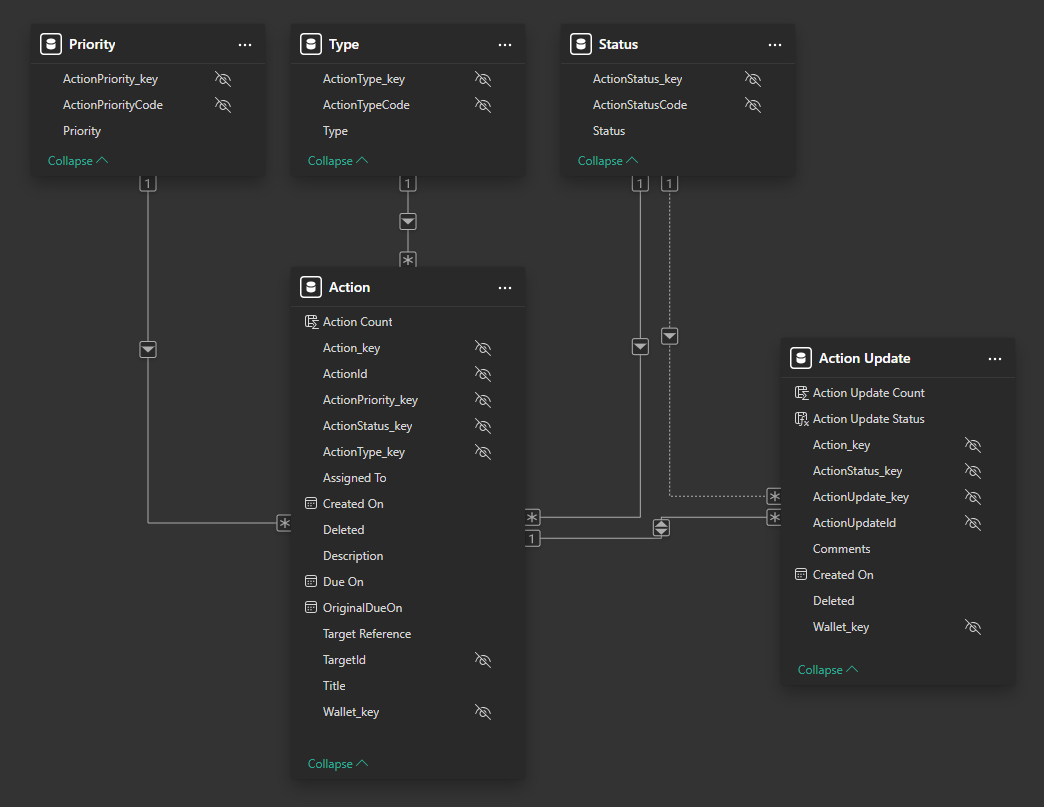 Priority
ActionPriority_key
ActionPriorityCode
Priority
Collapse
Type
ActionType_key
ActionTypeCode
Type
Collapse
Status
ActionStatus_key
ActionStatusCode
Status
Collapse
1
1
1
1
*
Action
Action Count
Action_key
ActionId
ActionPriority_key
ActionStatus_key
ActionType_key
Assigned To
Created On
Deleted
Description
Due On
OriginalDueOn
Target Reference
TargetId
Title
Wallet_key
Collapse
*
*
1
*
*
Action Update
Action Update Count
Action Update Status
Action_key
ActionStatus_key
ActionUpdate_key
ActionUpdateId
Comments
Created On
Deleted
Wallet_key
Collapse